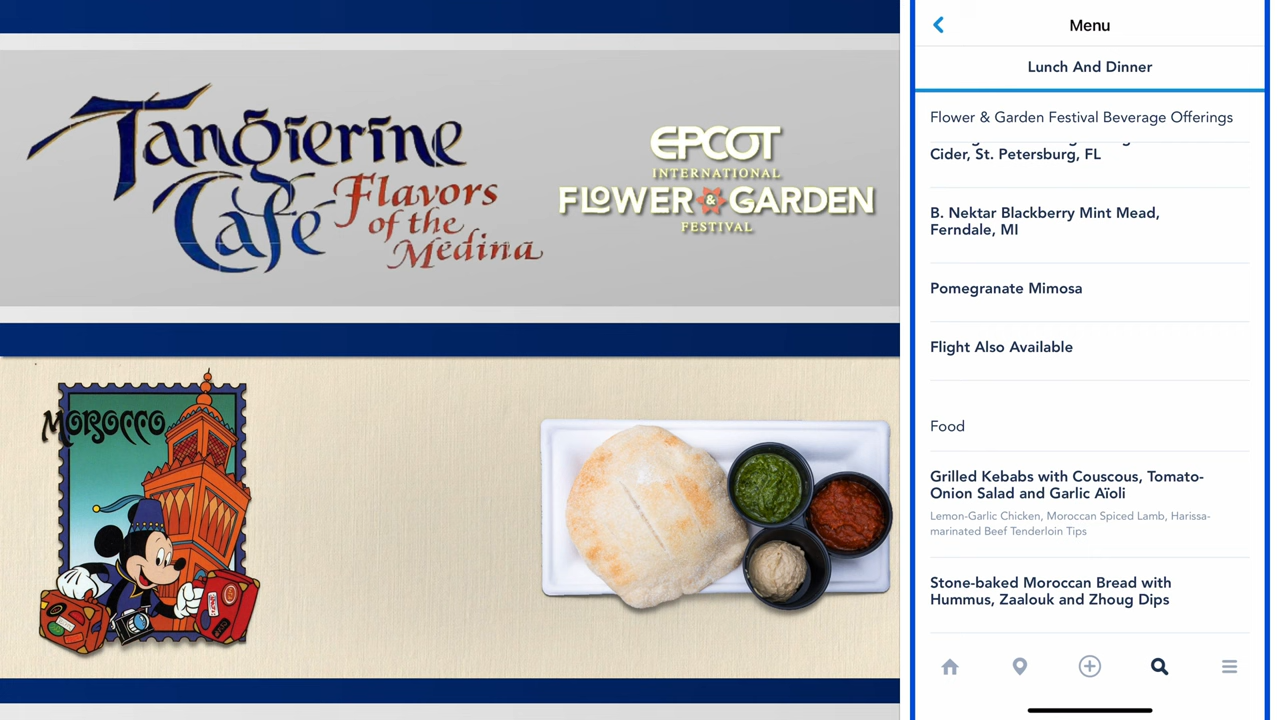 Tangierine
Café Flavors
of the
Medina
EPCOT
INTERNATIONAL
FLOWER & GARDEN
FESTIVAL
MOROCCO
Menu
Lunch And Dinner
Flower & Garden Festival Beverage Offerings
Cider, St. Petersburg, FL
B. Nektar Blackberry Mint Mead,
Ferndale, MI
Pomegranate Mimosa
Flight Also Available
Food
Grilled Kebabs with Couscous, Tomato-
Onion Salad and Garlic Aïoli
Lemon-Garlic Chicken, Moroccan Spiced Lamb, Harissa-
marinated Beef Tenderloin Tips
Stone-baked Moroccan Bread with
Hummus, Zaalouk and Zhoug Dips